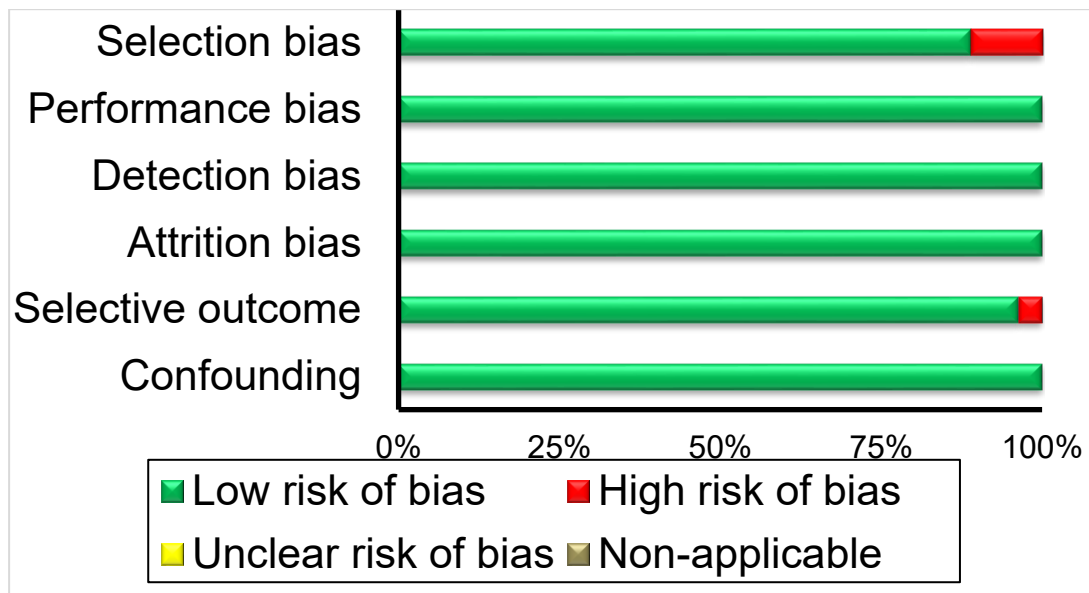 Selection bias
Performance bias
Detection bias
Attrition bias
Selective outcome
Confounding
0% 25% 50% 75% 100%
Low risk of bias High risk of bias
Unclear risk of bias Non-applicable